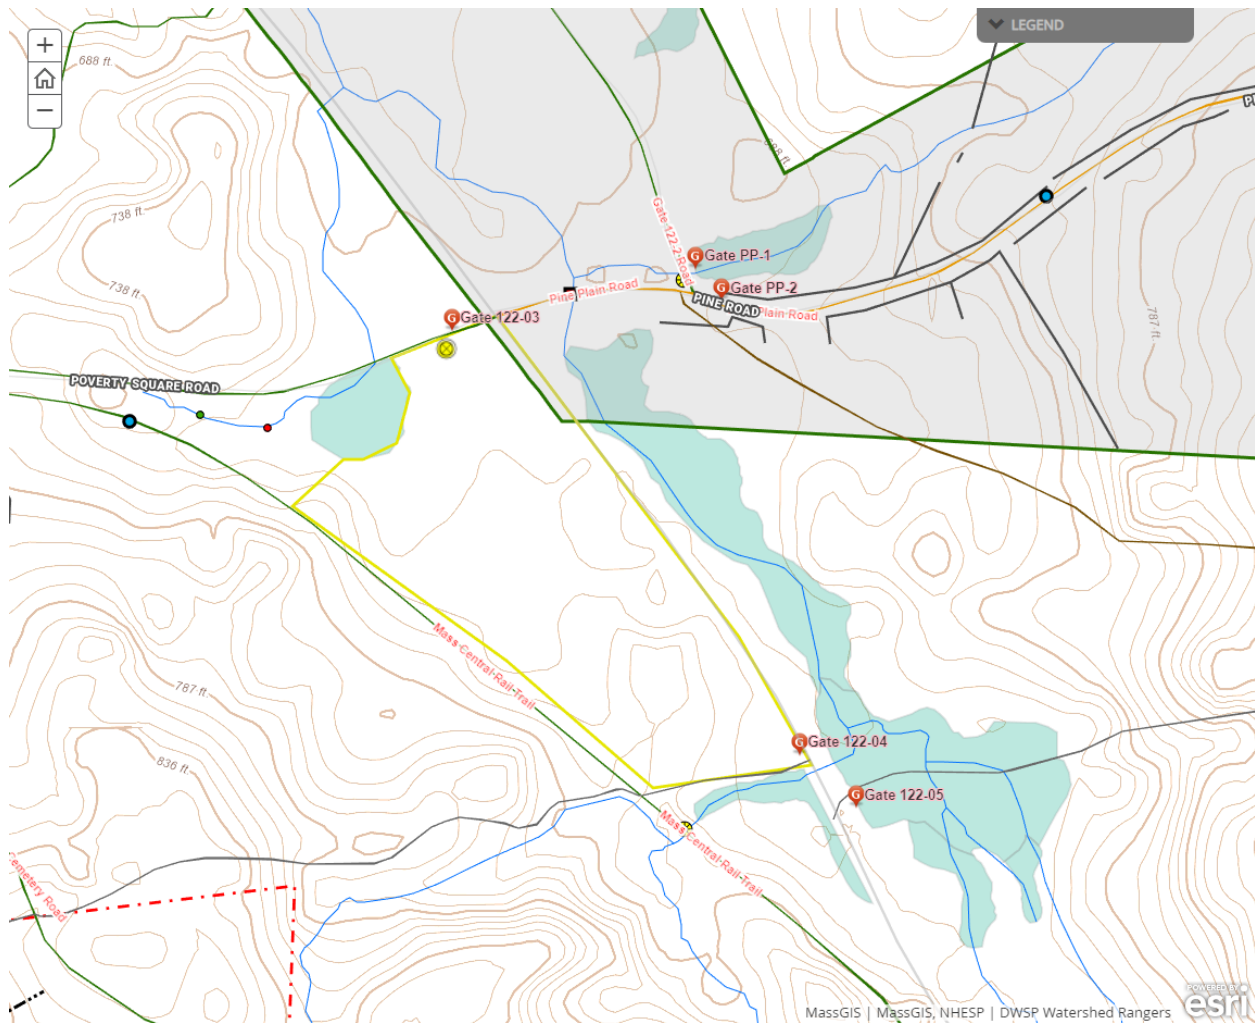 LEGEND
+
688 ft.
−
738 ft.
738 ft.
Gate 122-2 Road
Gate PP-1
Gate PP-2
Pine Plain Road
PINE ROAD
Plain Road
Gate 122-03
787 ft.
POVERTY SQUARE ROAD
Mass Central Rail Trail
787 ft.
Gate 122-04
836 ft.
Gate 122-05
Mass Central Rail Trail
Cemetery Road
POWERED BY
esri
MassGIS | MassGIS, NHESP | DWSP Watershed Rangers